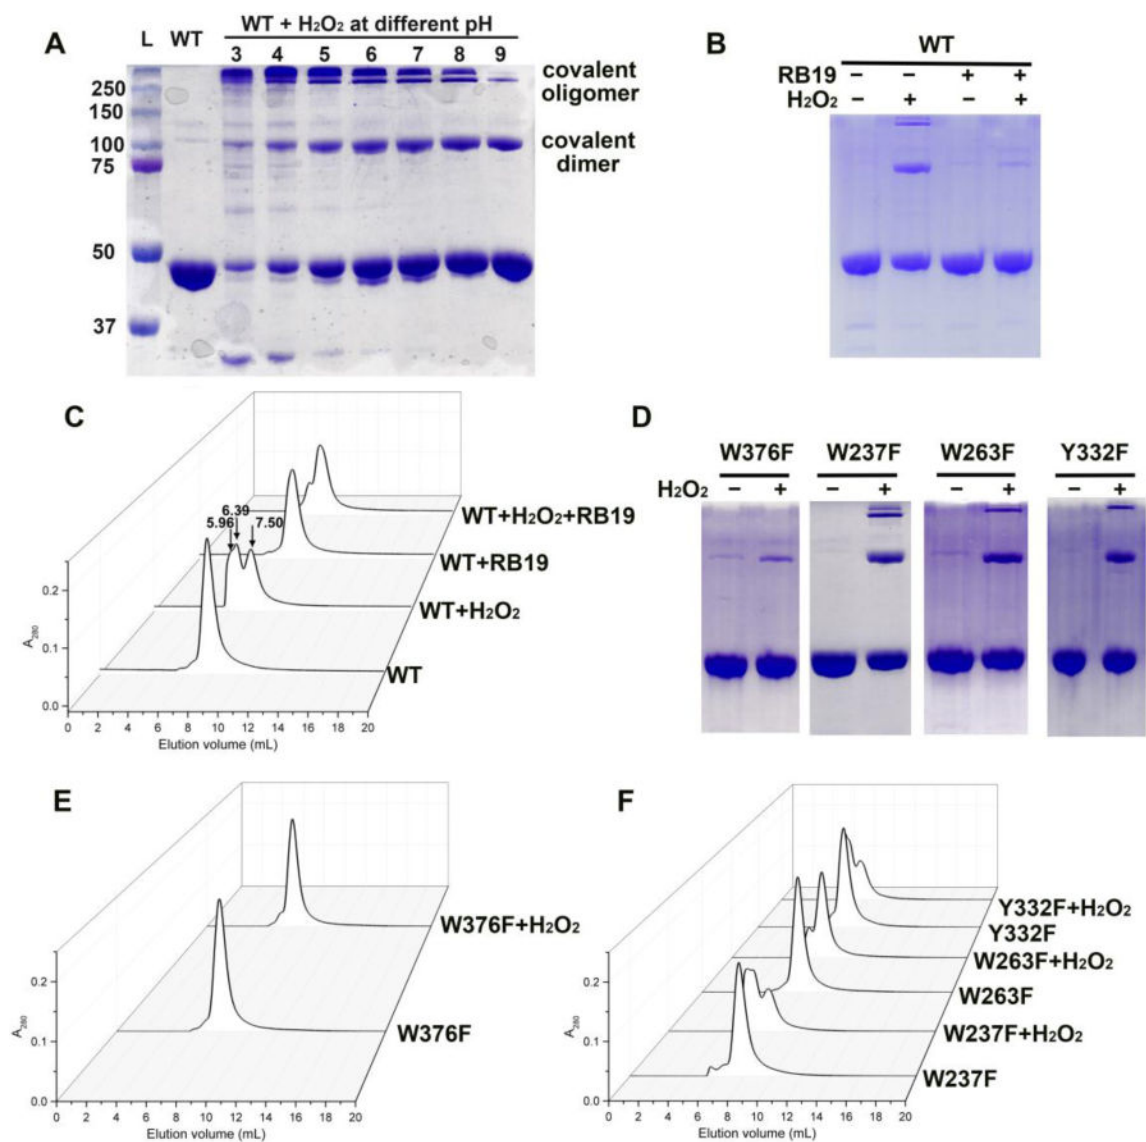 A
L
WT
WT + H₂O₂ at different pH
3 4 5 6 7 8 9
250
150
100
75
50
37
covalent
oligomer
covalent
dimer
B
WT
RB19 – – + +
H₂O₂ – + – +
C
5.96
6.39
7.50
WT+H₂O₂+RB19
WT+RB19
WT+H₂O₂
WT
A₂₈₀
0.2
0.1
0.0
0 2 4 6 8 10 12 14 16 18 20
Elution volume (mL)
D
W376F W237F W263F Y332F
H₂O₂ – + – + – + – +
E
W376F+H₂O₂
W376F
A₂₈₀
0.2
0.1
0.0
0 2 4 6 8 10 12 14 16 18 20
Elution volume (mL)
F
Y332F+H₂O₂
Y332F
W263F+H₂O₂
W263F
W237F+H₂O₂
W237F
A₂₈₀
0.2
0.1
0.0
0 2 4 6 8 10 12 14 16 18 20
Elution volume (mL)